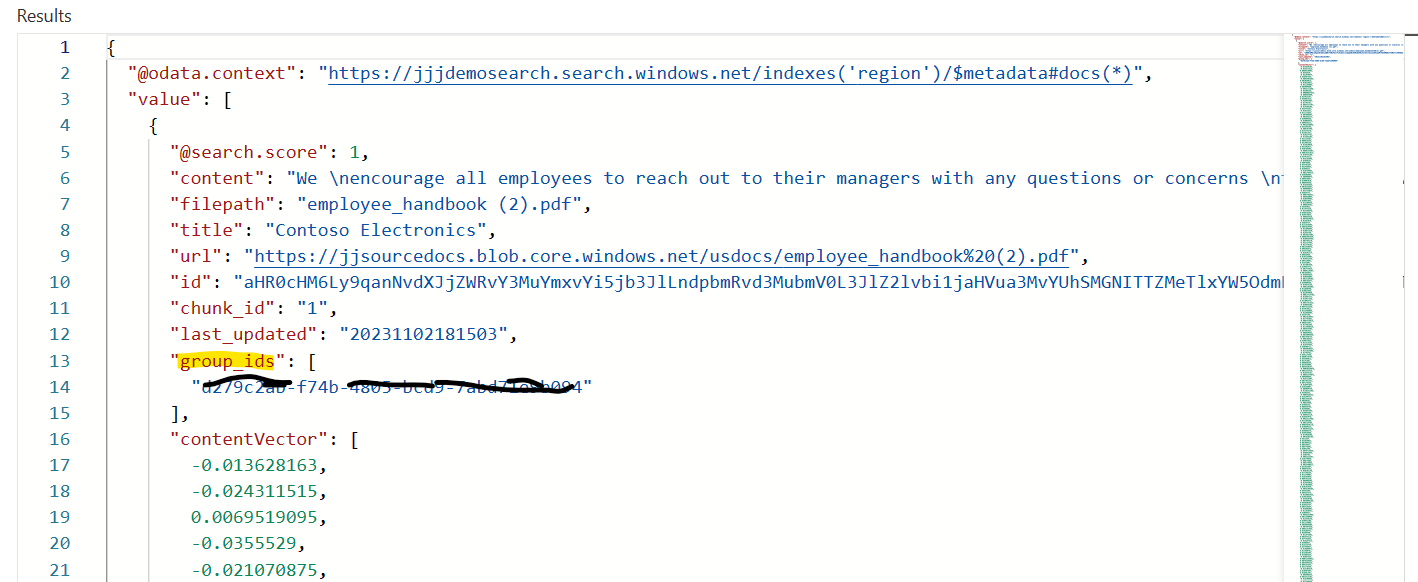 Results
1 {
2 "@odata.context": "https://jjjdemosearch.search.windows.net/indexes('region')/$metadata#docs(*)",
3 "value": [
4 {
5 "@search.score": 1,
6 "content": "We \nencourage all employees to reach out to their managers with any questions or concerns \n
7 "filepath": "employee_handbook (2).pdf",
8 "title": "Contoso Electronics",
9 "url": "https://jjsourcedocs.blob.core.windows.net/usdocs/employee_handbook%20(2).pdf",
10 "id":
11 "chunk_id": "1",
12 "last_updated": "20231102181503",
13 "group_ids": [
14
15 ],
16 "contentVector": [
17 -0.013628163,
18 -0.024311515,
19 0.0069519095,
20 -0.0355529,
21 -0.021070875,